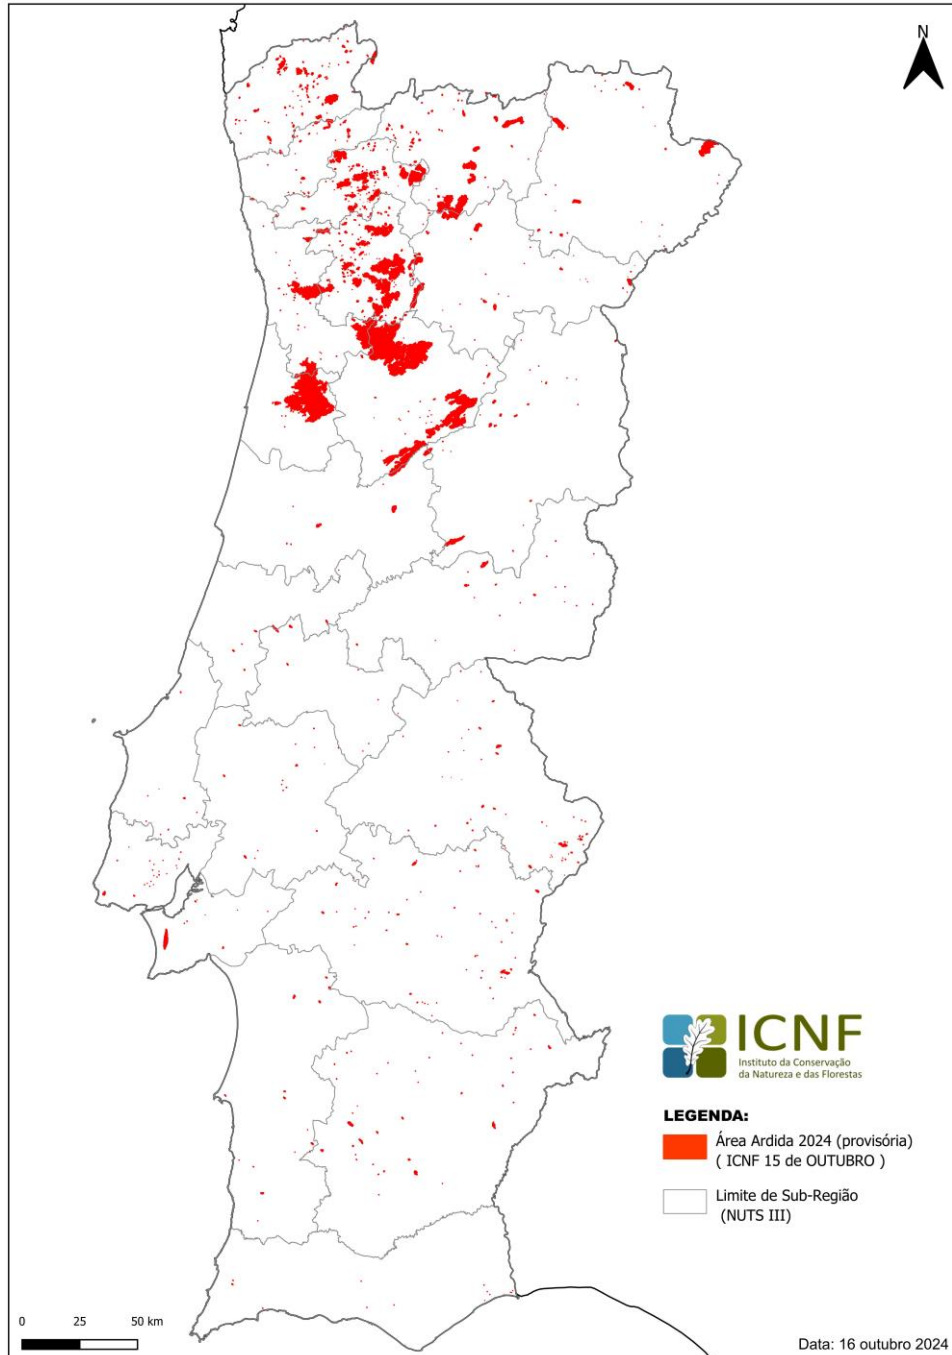 N
ICNF
Instituto da Conservação
da Natureza e das Florestas
LEGENDA:
Área Ardida 2024 (provisória)
( ICNF 15 de OUTUBRO )
Limite de Sub-Região
(NUTS III)
0 25 50 km
Data: 16 outubro 2024